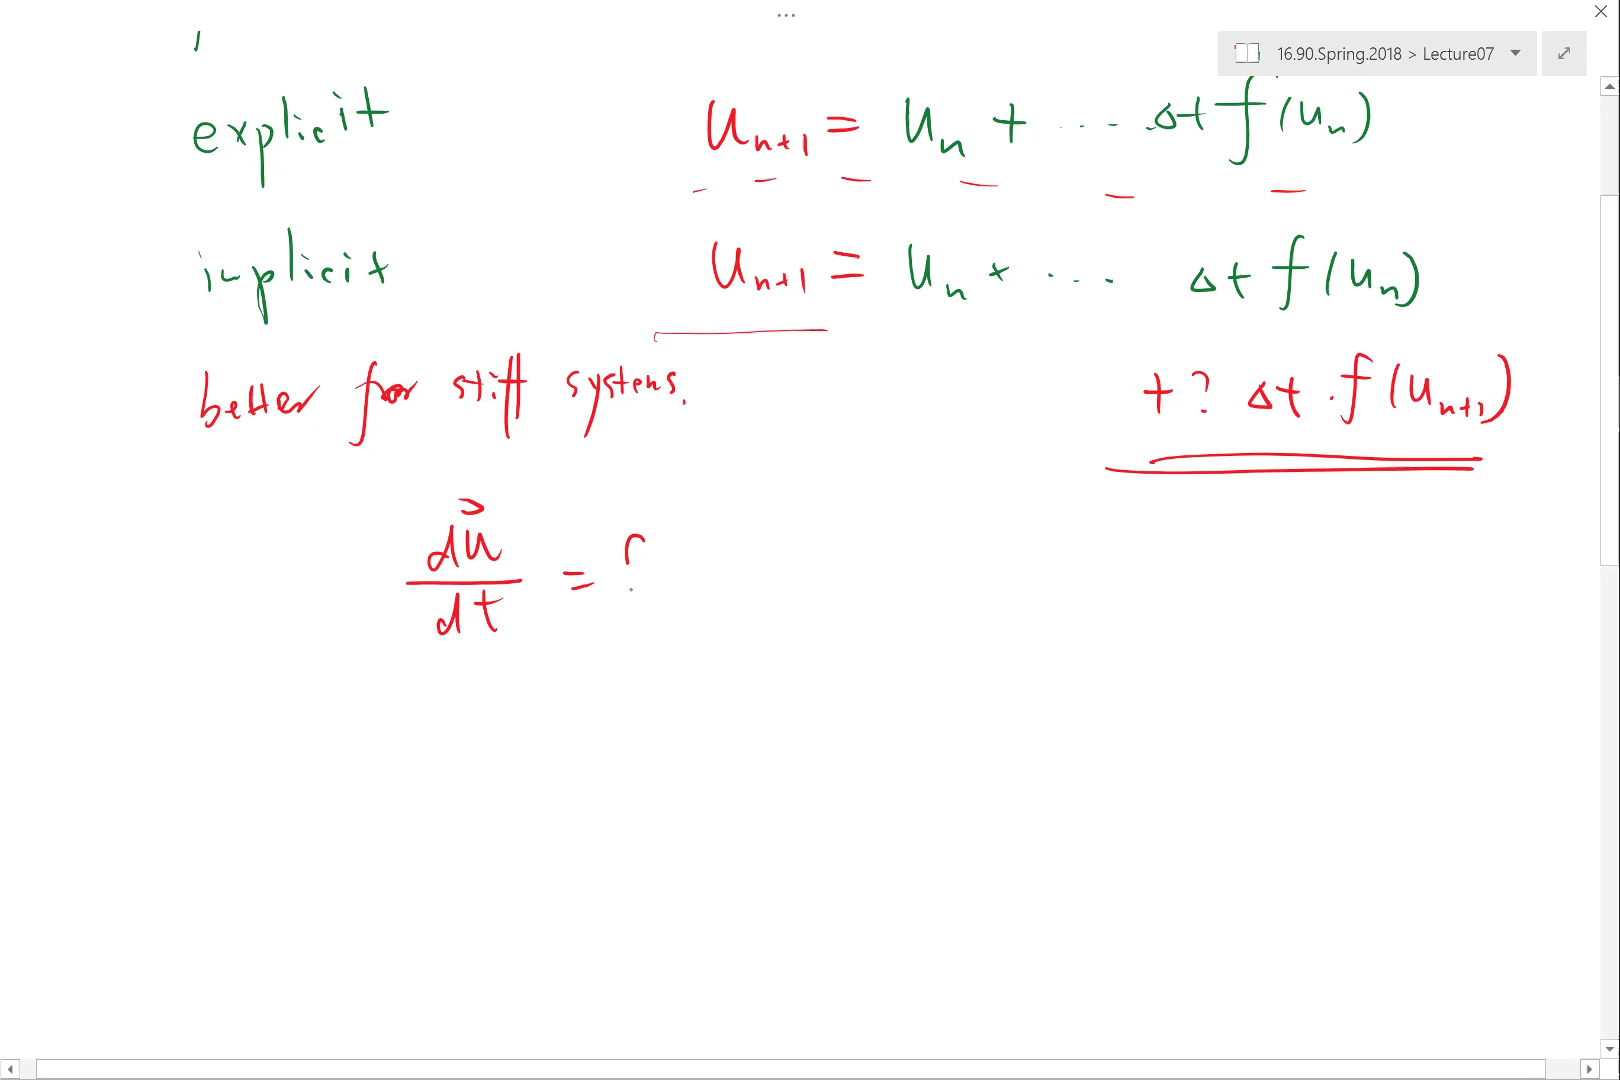 16.90.Spring.2018 > Lecture07
explicit u_{n+1} = u_n + ... Δt f(u_n)
implicit u_{n+1} = u_n + ... Δt f(u_n)
better for stiff systems. + ? Δt · f(u_{n+1})
du⃗/dt =